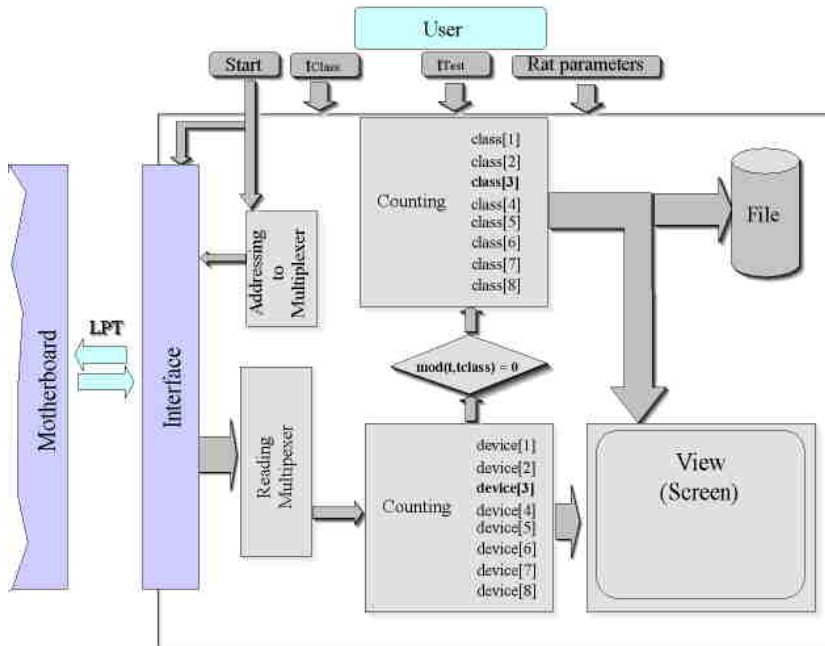 User
Start
tClass
tTest
Rat parameters
class[1]
class[2]
class[3]
class[4]
class[5]
class[6]
class[7]
class[8]
Counting
File
Addressing
to
Multiplexer
LPT
Motherboard
Interface
mod(t,tclass) = 0
Reading
Multipexer
Counting
device[1]
device[2]
device[3]
device[4]
device[5]
device[6]
device[7]
device[8]
View
(Screen)